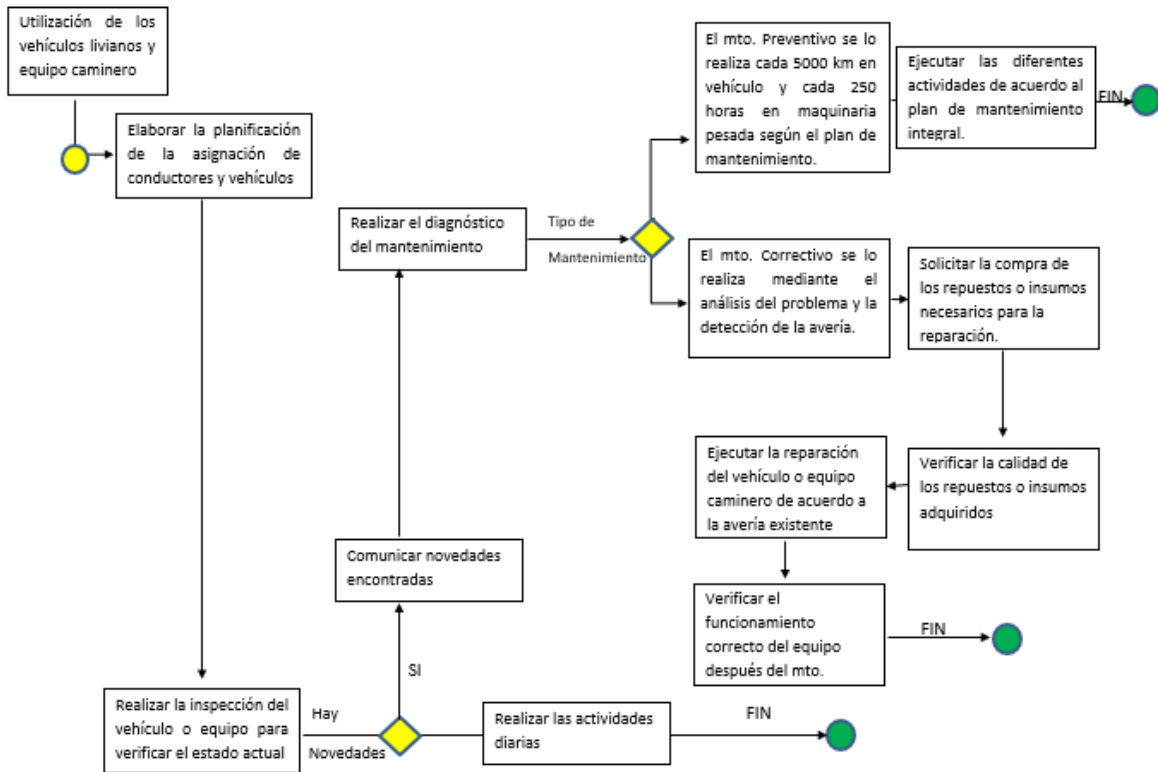 Utilización de los
vehículos livianos y
equipo caminero
Elaborar la planificación
de la asignación de
conductores y vehículos
Realizar la inspección del
vehículo o equipo para
verificar el estado actual
Hay
Novedades
SI
Comunicar novedades
encontradas
Realizar el diagnóstico
del mantenimiento
Tipo de
Mantenimiento
El mto. Preventivo se lo
realiza cada 5000 km en
vehículo y cada 250
horas en maquinaria
pesada según el plan de
mantenimiento.
Ejecutar las diferentes
actividades de acuerdo al
plan de mantenimiento
integral.
FIN
El mto. Correctivo se lo
realiza mediante el
análisis del problema y la
detección de la avería.
Solicitar la compra de
los repuestos o insumos
necesarios para la
reparación.
Verificar la calidad de
los repuestos o insumos
adquiridos
Ejecutar la reparación
del vehículo o equipo
caminero de acuerdo a
la avería existente
Verificar el
funcionamiento
correcto del equipo
después del mto.
FIN
Realizar las actividades
diarias
FIN